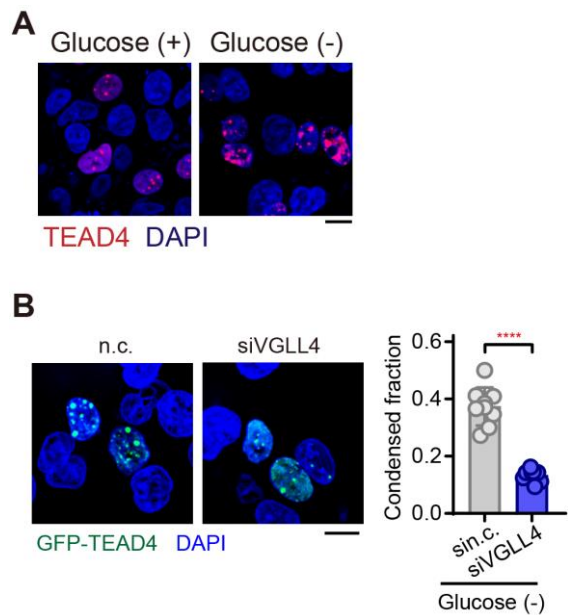 A
Glucose (+) Glucose (-)
TEAD4 DAPI
B
n.c. siVGLL4
GFP-TEAD4 DAPI
Condensed fraction
0.6
0.4
0.2
0.0
****
sin.c.
siVGLL4
Glucose (-)